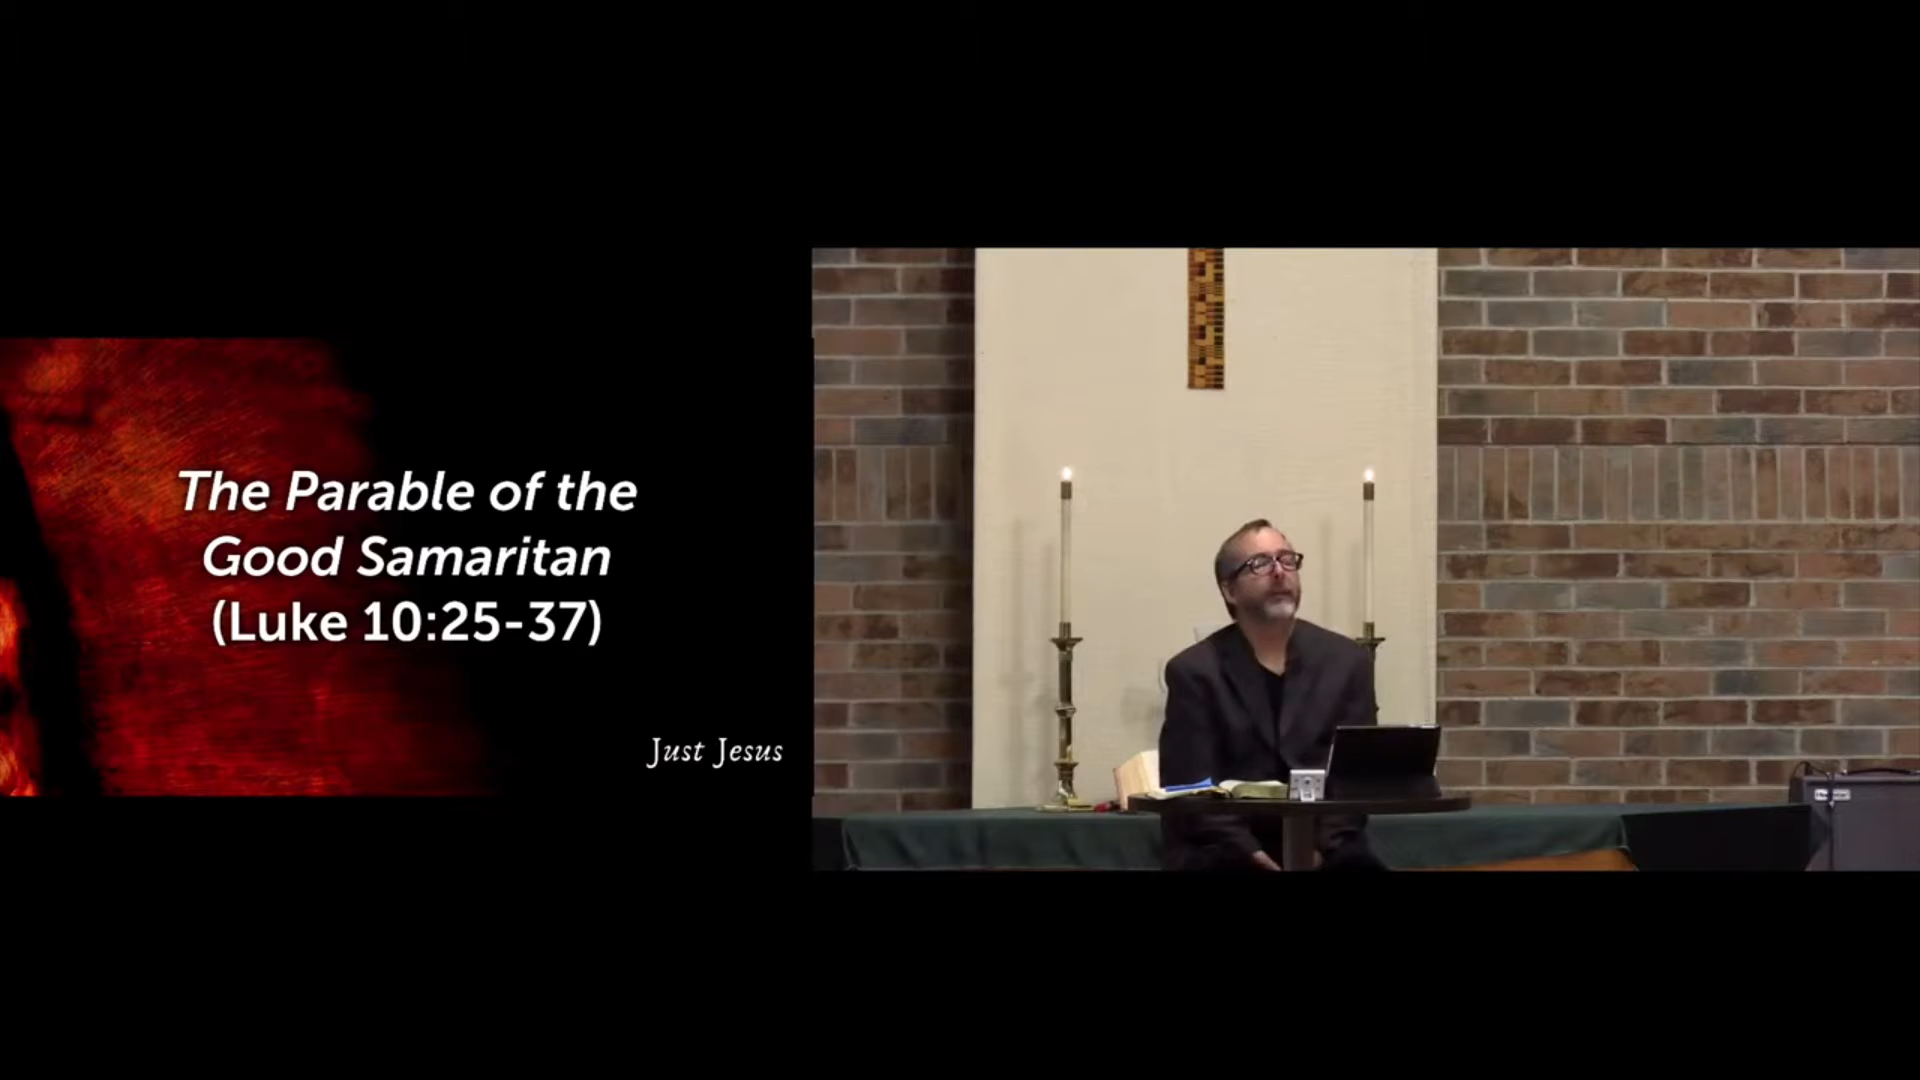 The Parable of the
Good Samaritan
(Luke 10:25-37)
Just Jesus